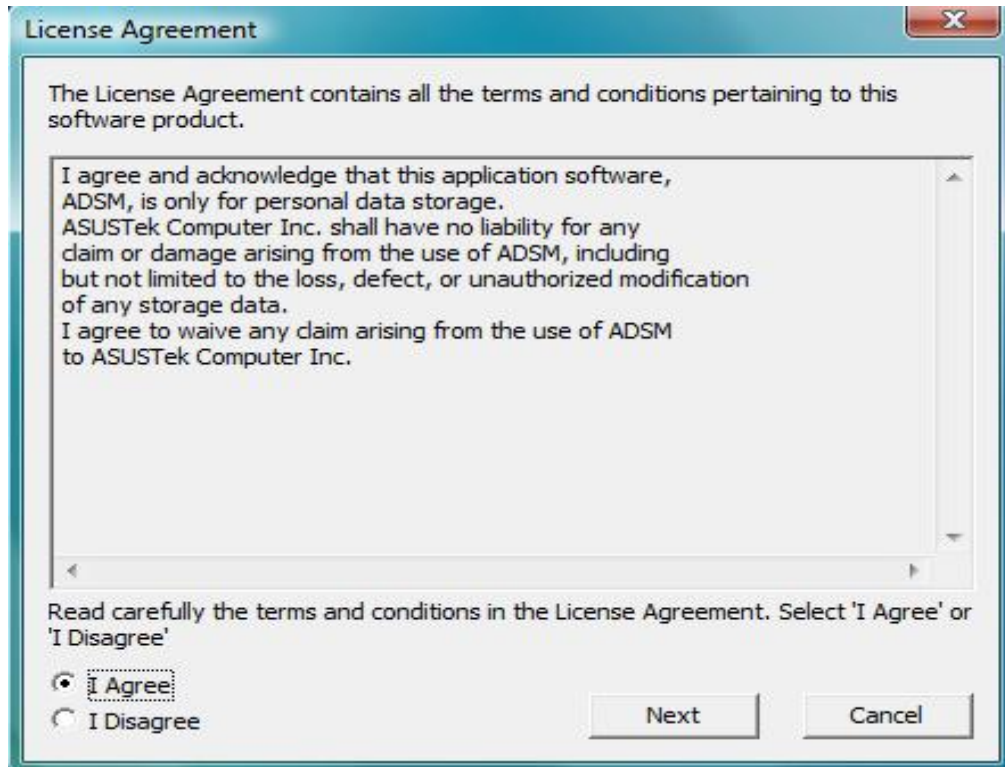 License Agreement
The License Agreement contains all the terms and conditions pertaining to this
software product.
I agree and acknowledge that this application software,
ADSM, is only for personal data storage.
ASUSTek Computer Inc. shall have no liability for any
claim or damage arising from the use of ADSM, including
but not limited to the loss, defect, or unauthorized modification
of any storage data.
I agree to waive any claim arising from the use of ADSM
to ASUSTek Computer Inc.
Read carefully the terms and conditions in the License Agreement. Select 'I Agree' or
'I Disagree'
I Agree
I Disagree
Next
Cancel